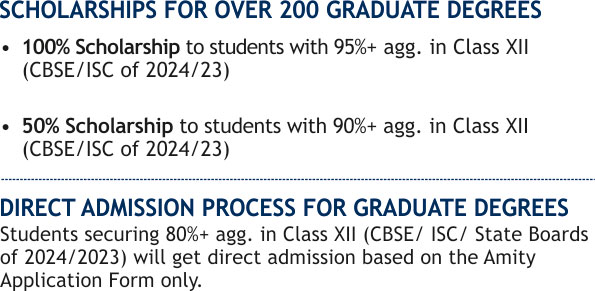 SCHOLARSHIPS FOR OVER 200 GRADUATE DEGREES
• 100% Scholarship to students with 95%+ agg. in Class XII
(CBSE/ISC of 2024/23)
• 50% Scholarship to students with 90%+ agg. in Class XII
(CBSE/ISC of 2024/23)
DIRECT ADMISSION PROCESS FOR GRADUATE DEGREES
Students securing 80%+ agg. in Class XII (CBSE/ ISC/ State Boards
of 2024/2023) will get direct admission based on the Amity
Application Form only.